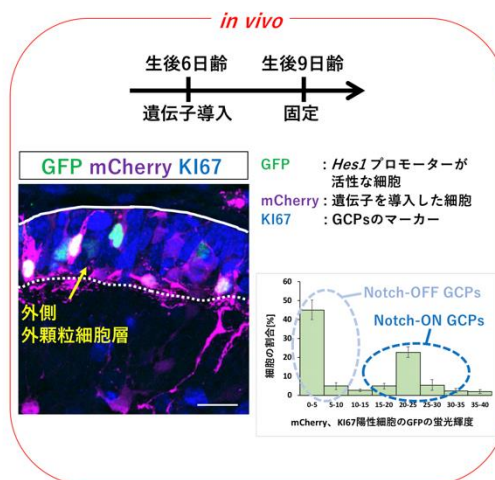 in vivo
生後6日齢 生後9日齢
遺伝子導入 固定
GFP mCherry KI67
外側
外顆粒細胞層
GFP : Hes1 プロモーターが
活性な細胞
mCherry : 遺伝子を導入した細胞
KI67 : GCPsのマーカー
細胞の割合[%]
60
50
40
30
20
10
0
Notch-OFF GCPs
Notch-ON GCPs
0-5 5-10 10-15 15-20 20-25 25-30 30-35 35-40
mCherry、KI67陽性細胞のGFPの蛍光輝度